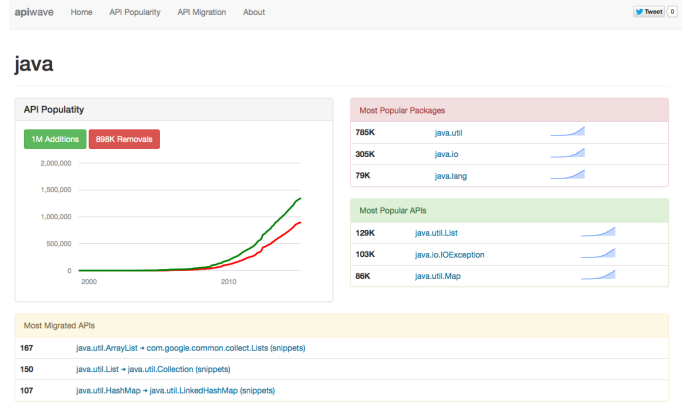 apiwave Home API Popularity API Migration About Tweet 0
java
API Populatity
1M Additions 898K Removals
2,000,000
1,500,000
1,000,000
500,000
0
2000 2010
Most Popular Packages
785K java.util
305K java.io
79K java.lang
Most Popular APIs
129K java.util.List
103K java.io.IOException
86K java.util.Map
Most Migrated APIs
167 java.util.ArrayList → com.google.common.collect.Lists (snippets)
150 java.util.List → java.util.Collection (snippets)
107 java.util.HashMap → java.util.LinkedHashMap (snippets)